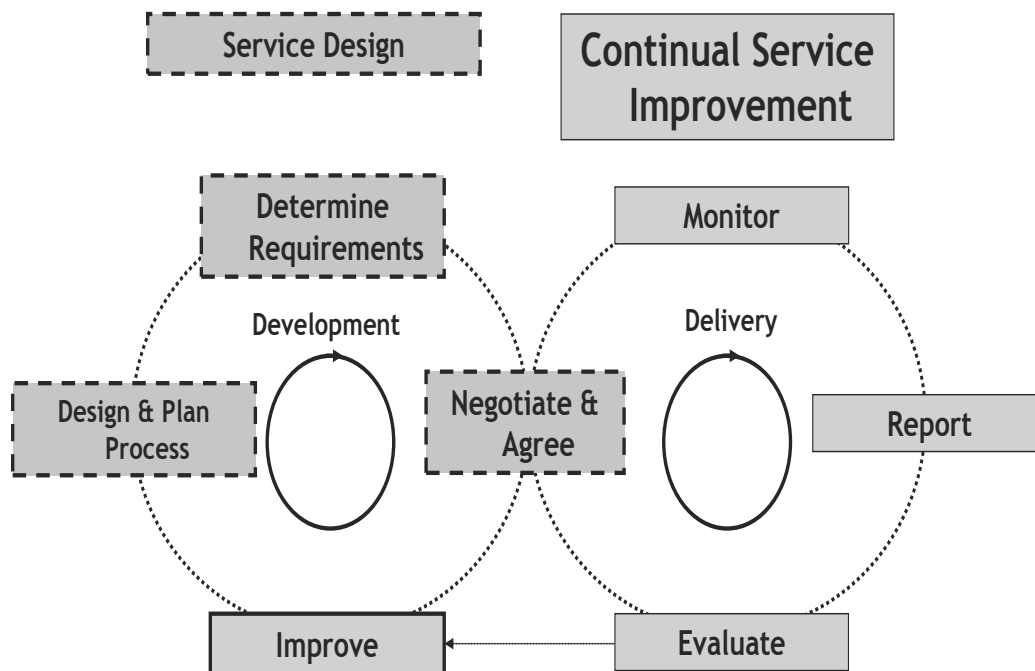 Service Design
Continual Service
Improvement
Determine
Requirements
Monitor
Development
Delivery
Design & Plan
Process
Negotiate &
Agree
Report
Improve
Evaluate